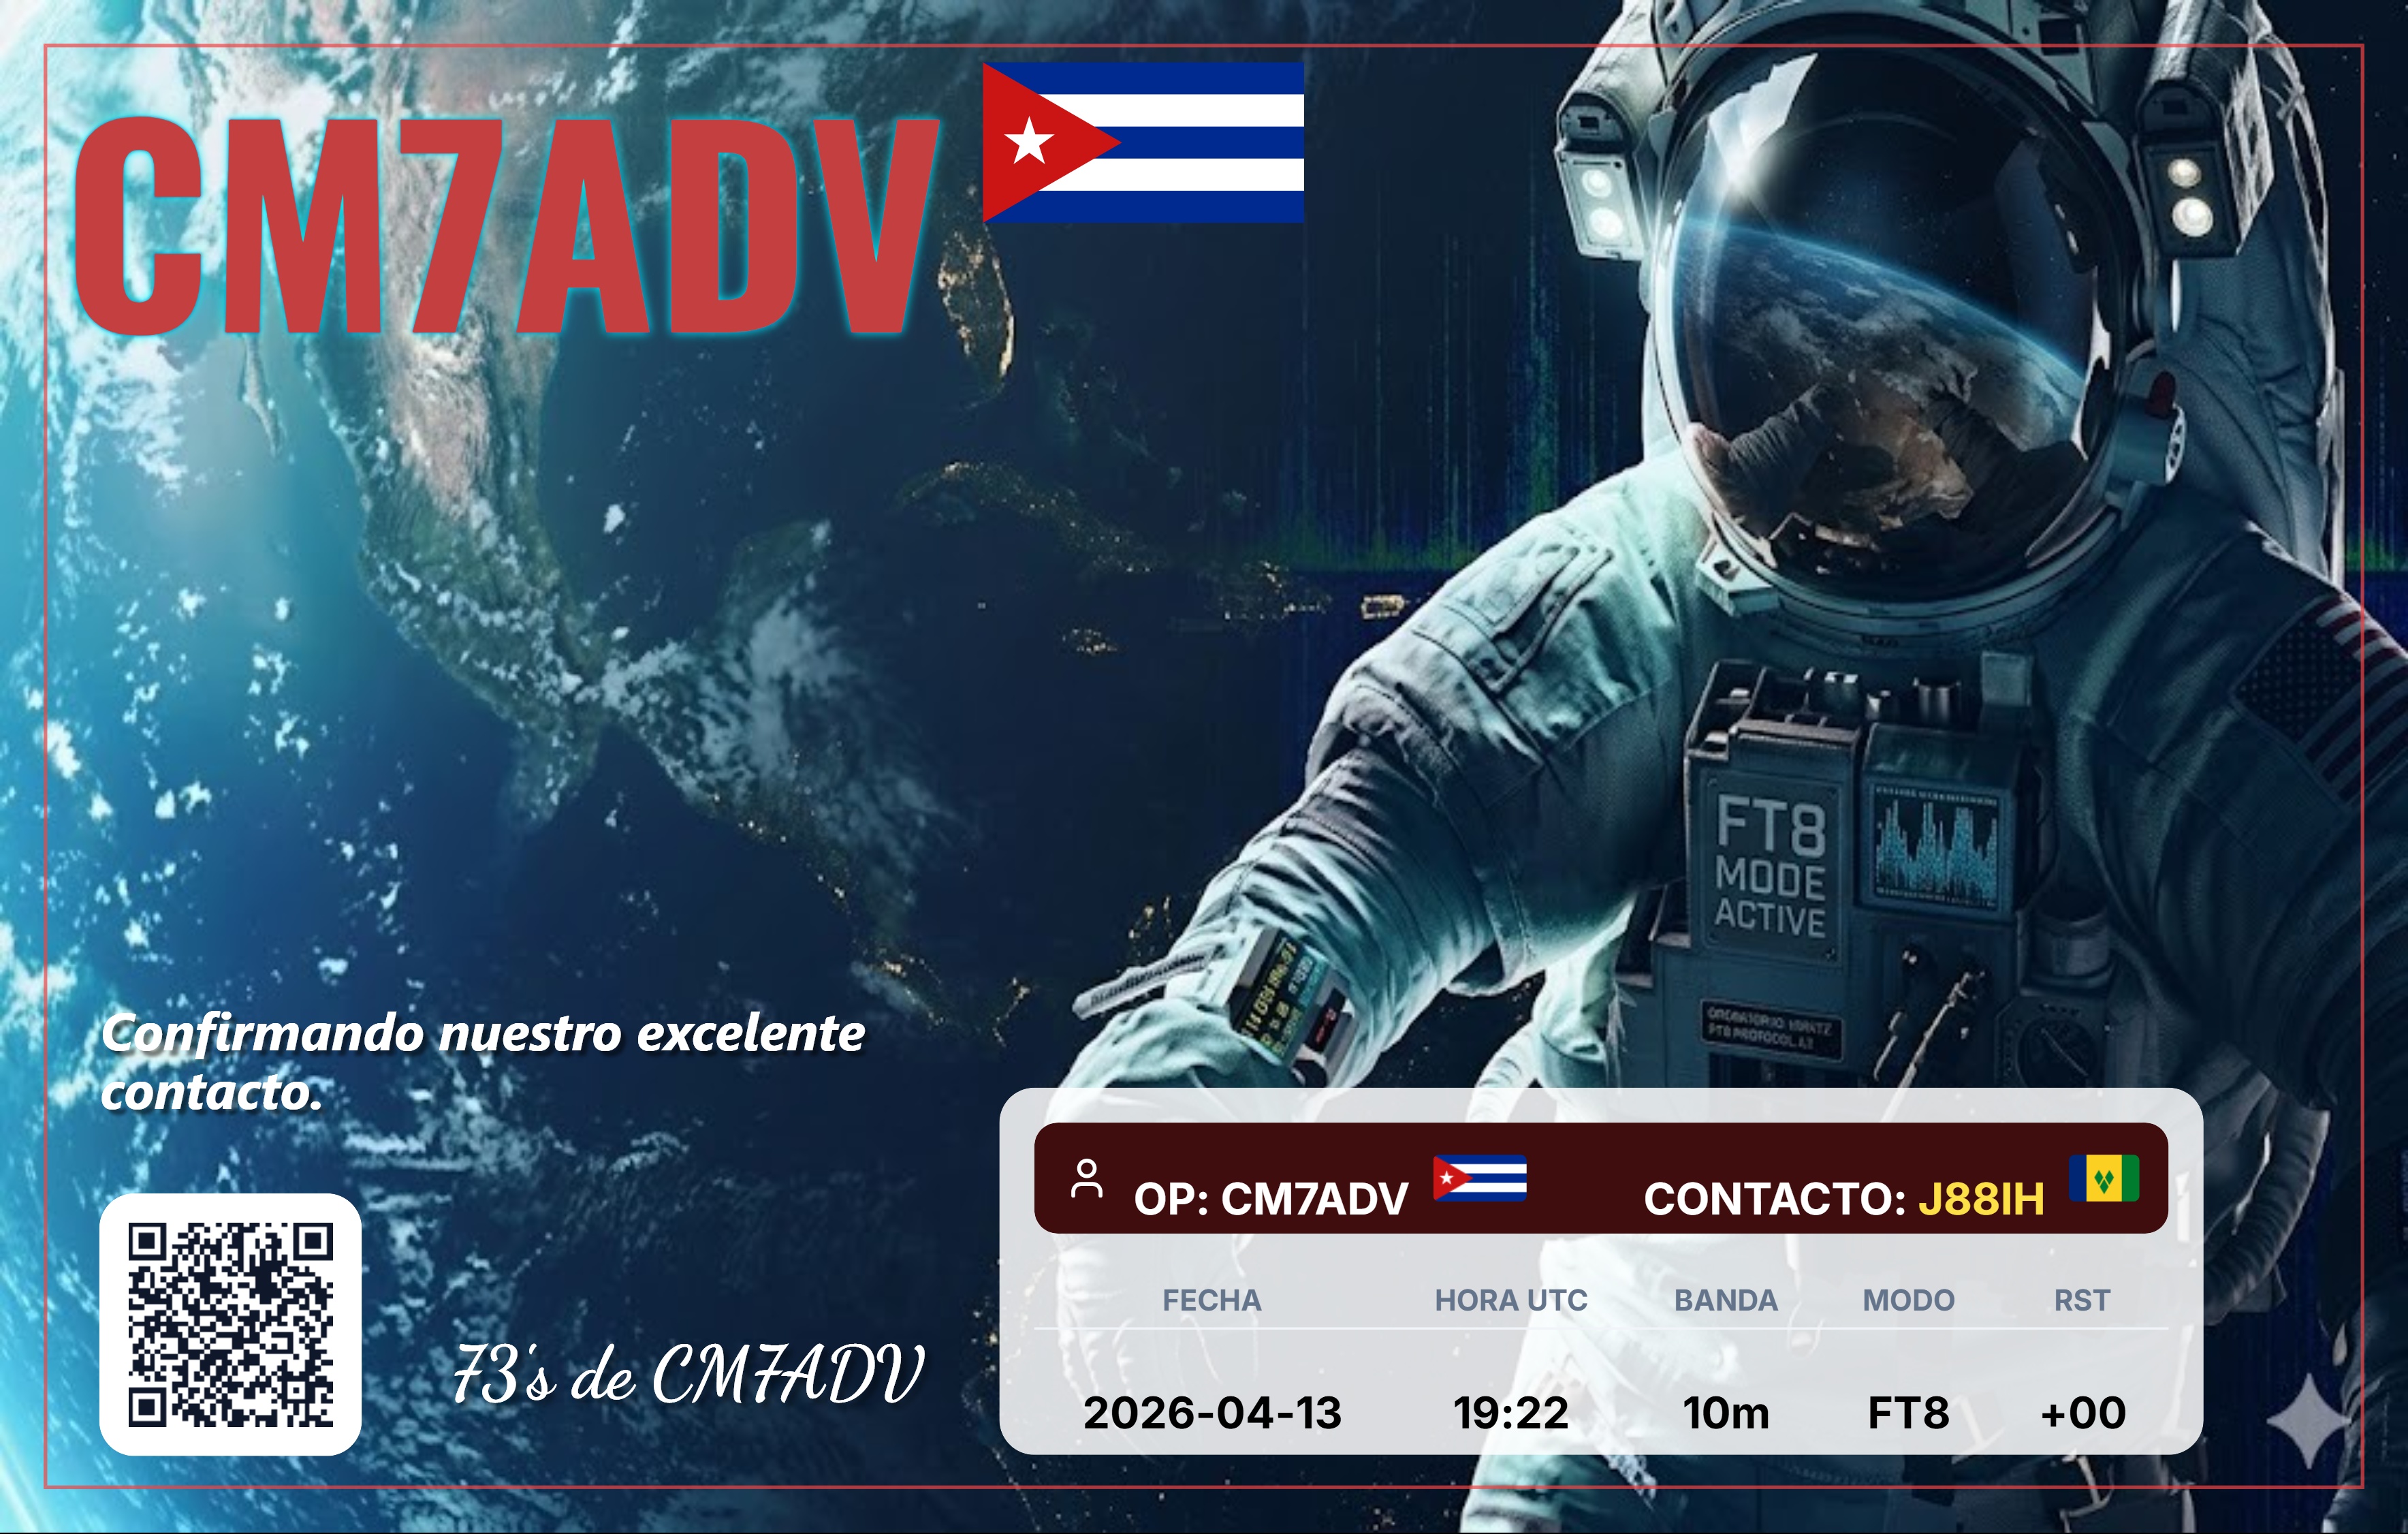 CM7ADV
FT8
MODE
ACTIVE
Confirmando nuestro excelente
contacto.
73's de CM7ADV
OP: CM7ADV CONTACTO: J88IH
FECHA HORA UTC BANDA MODO RST
2026-04-13 19:22 10m FT8 +00